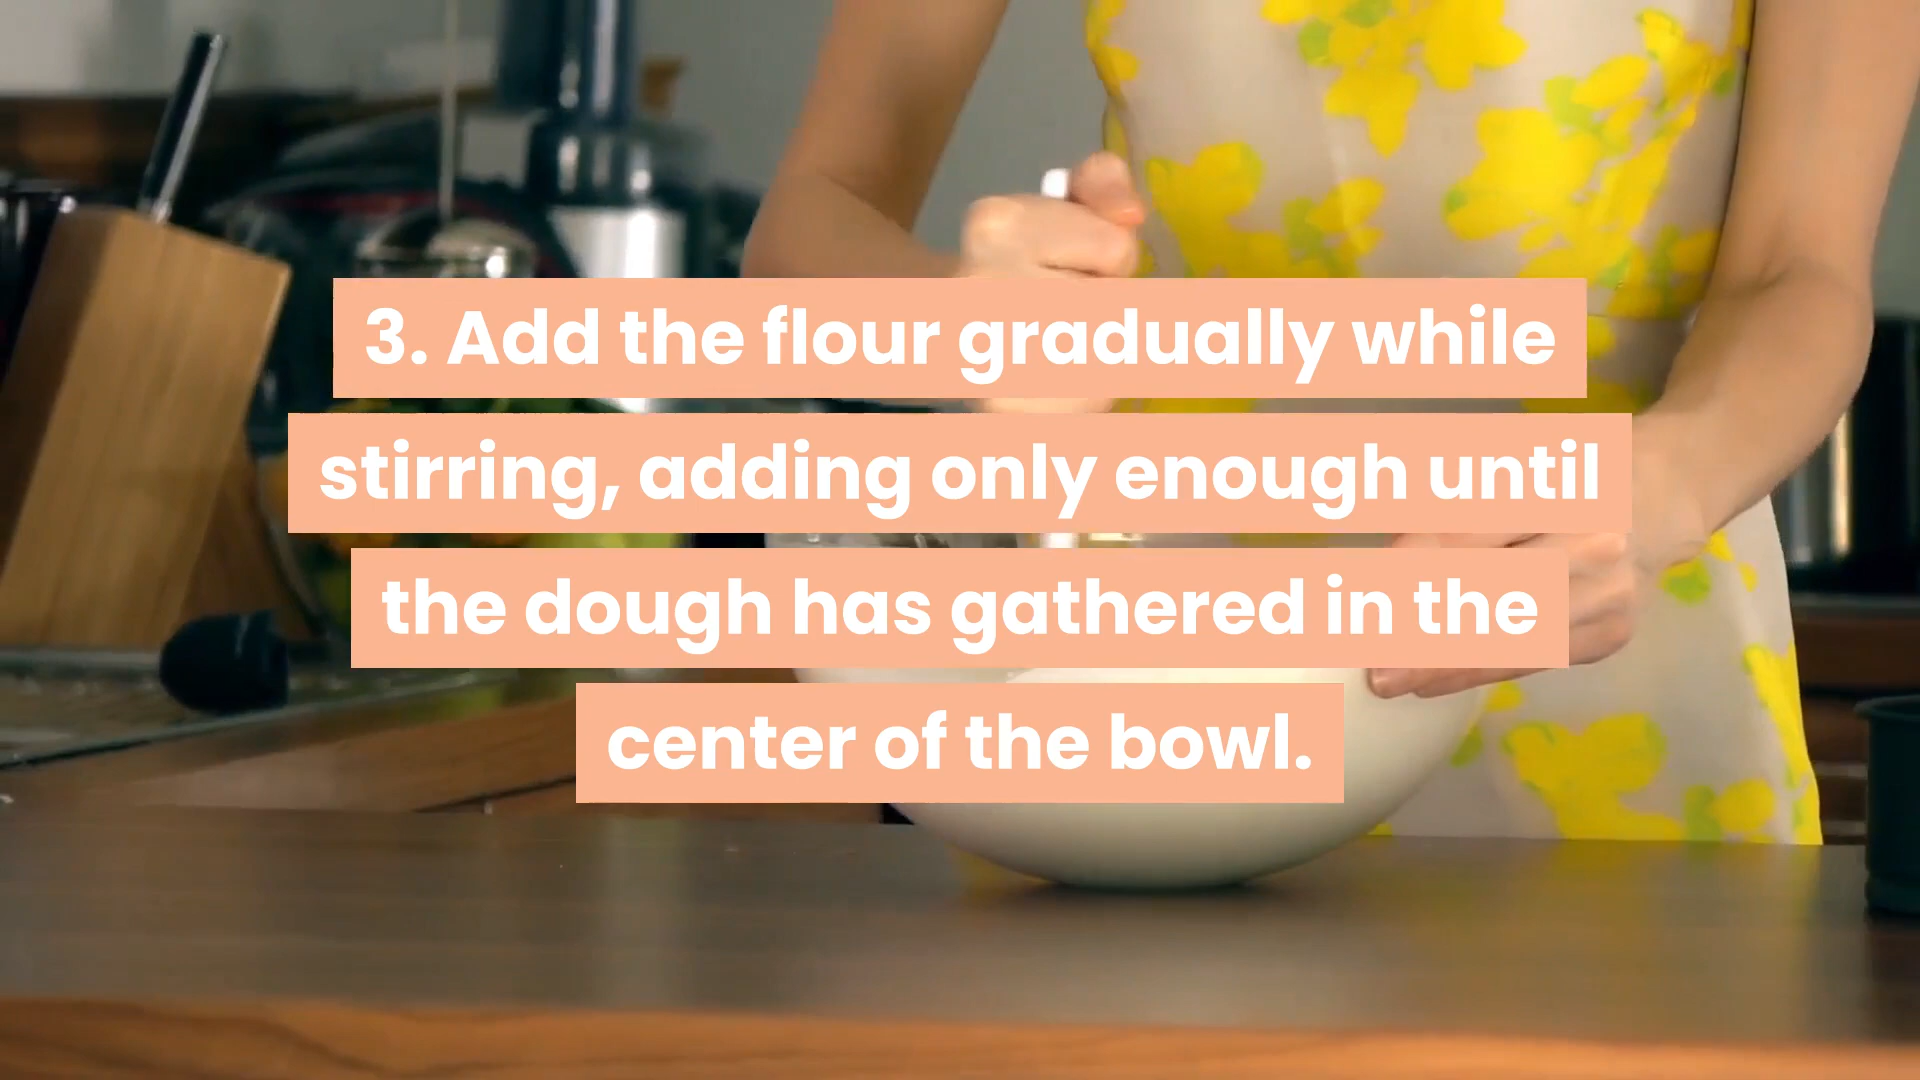 3. Add the flour gradually while
stirring, adding only enough until
the dough has gathered in the
center of the bowl.